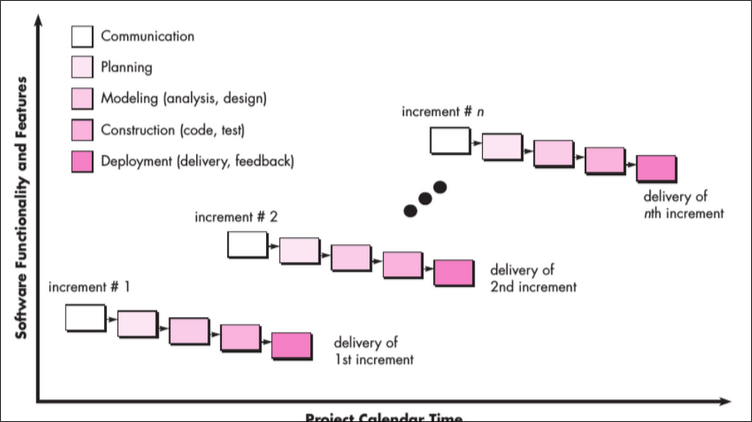 Software Functionality and Features
Communication
Planning
Modeling (analysis, design)
Construction (code, test)
Deployment (delivery, feedback)
increment # n
delivery of
nth increment
increment # 2
delivery of
2nd increment
increment # 1
delivery of
1st increment
Project Calendar Time